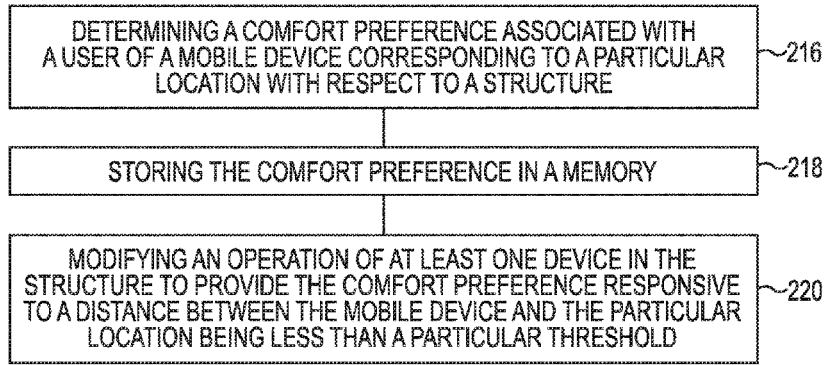 DETERMINING A COMFORT PREFERENCE ASSOCIATED WITH
A USER OF A MOBILE DEVICE CORRESPONDING TO A PARTICULAR
LOCATION WITH RESPECT TO A STRUCTURE
216
STORING THE COMFORT PREFERENCE IN A MEMORY
218
MODIFYING AN OPERATION OF AT LEAST ONE DEVICE IN THE
STRUCTURE TO PROVIDE THE COMFORT PREFERENCE RESPONSIVE
TO A DISTANCE BETWEEN THE MOBILE DEVICE AND THE PARTICULAR
LOCATION BEING LESS THAN A PARTICULAR THRESHOLD
220